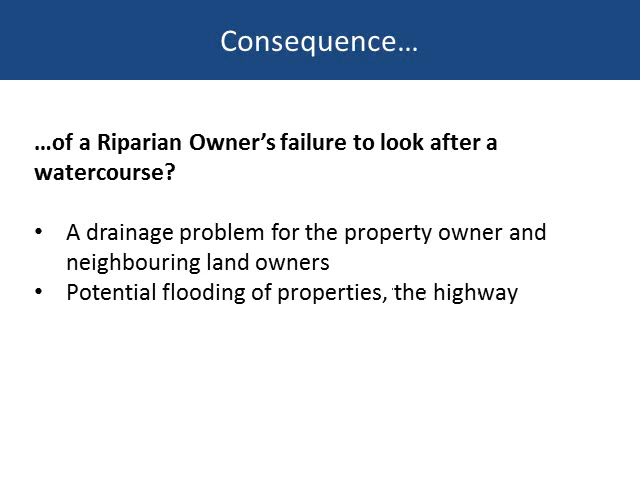 Consequence…
…of a Riparian Owner's failure to look after a
watercourse?
• A drainage problem for the property owner and
neighbouring land owners
• Potential flooding of properties, the highway